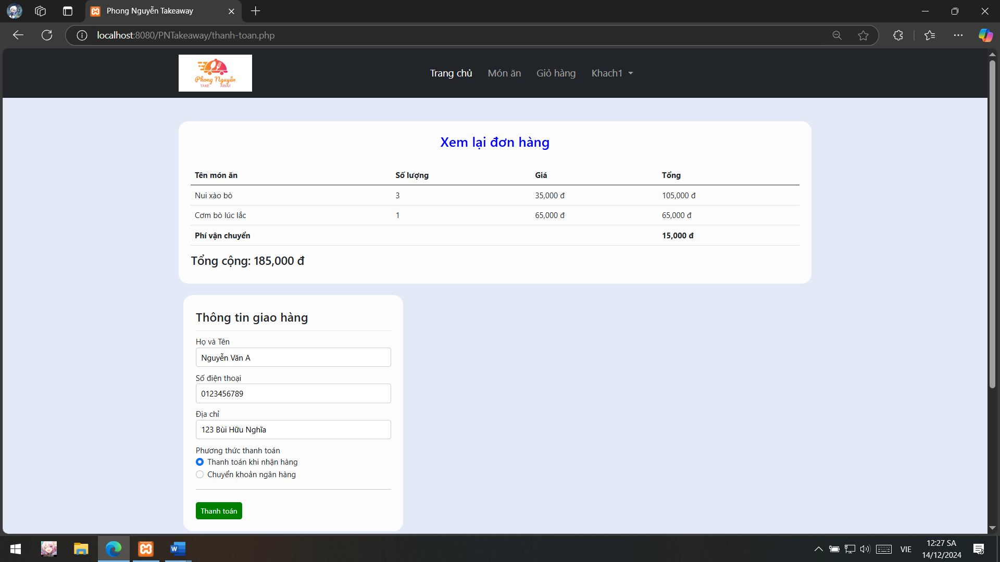 Phong Nguyễn Takeaway
localhost:8080/PNTakeaway/thanh-toan.php
Phong Nguyễn
TAKE AWAY
Trang chủ Món ăn Giỏ hàng Khach1
Xem lại đơn hàng
Tên món ăn Số lượng Giá Tổng
Nui xào bò 3 35,000 đ 105,000 đ
Cơm bò lúc lắc 1 65,000 đ 65,000 đ
Phí vận chuyển 15,000 đ
Tổng cộng: 185,000 đ
Thông tin giao hàng
Họ và Tên
Nguyễn Văn A
Số điện thoại
0123456789
Địa chỉ
123 Bùi Hữu Nghĩa
Phương thức thanh toán
Thanh toán khi nhận hàng
Chuyển khoản ngân hàng
Thanh toán
VIE
12:27 SA
14/12/2024